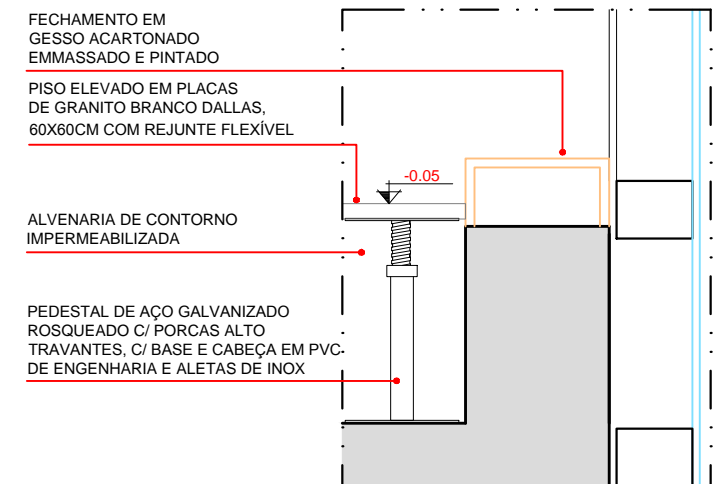 FECHAMENTO EM
GESSO ACARTONADO
EMMASSADO E PINTADO
PISO ELEVADO EM PLACAS
DE GRANITO BRANCO DALLAS,
60X60CM COM REJUNTE FLEXÍVEL
-0.05
ALVENARIA DE CONTORNO
IMPERMEABILIZADA
PEDESTAL DE AÇO GALVANIZADO
ROSQUEADO C/ PORCAS ALTO
TRAVANTES, C/ BASE E CABEÇA EM PVC
DE ENGENHARIA E ALETAS DE INOX